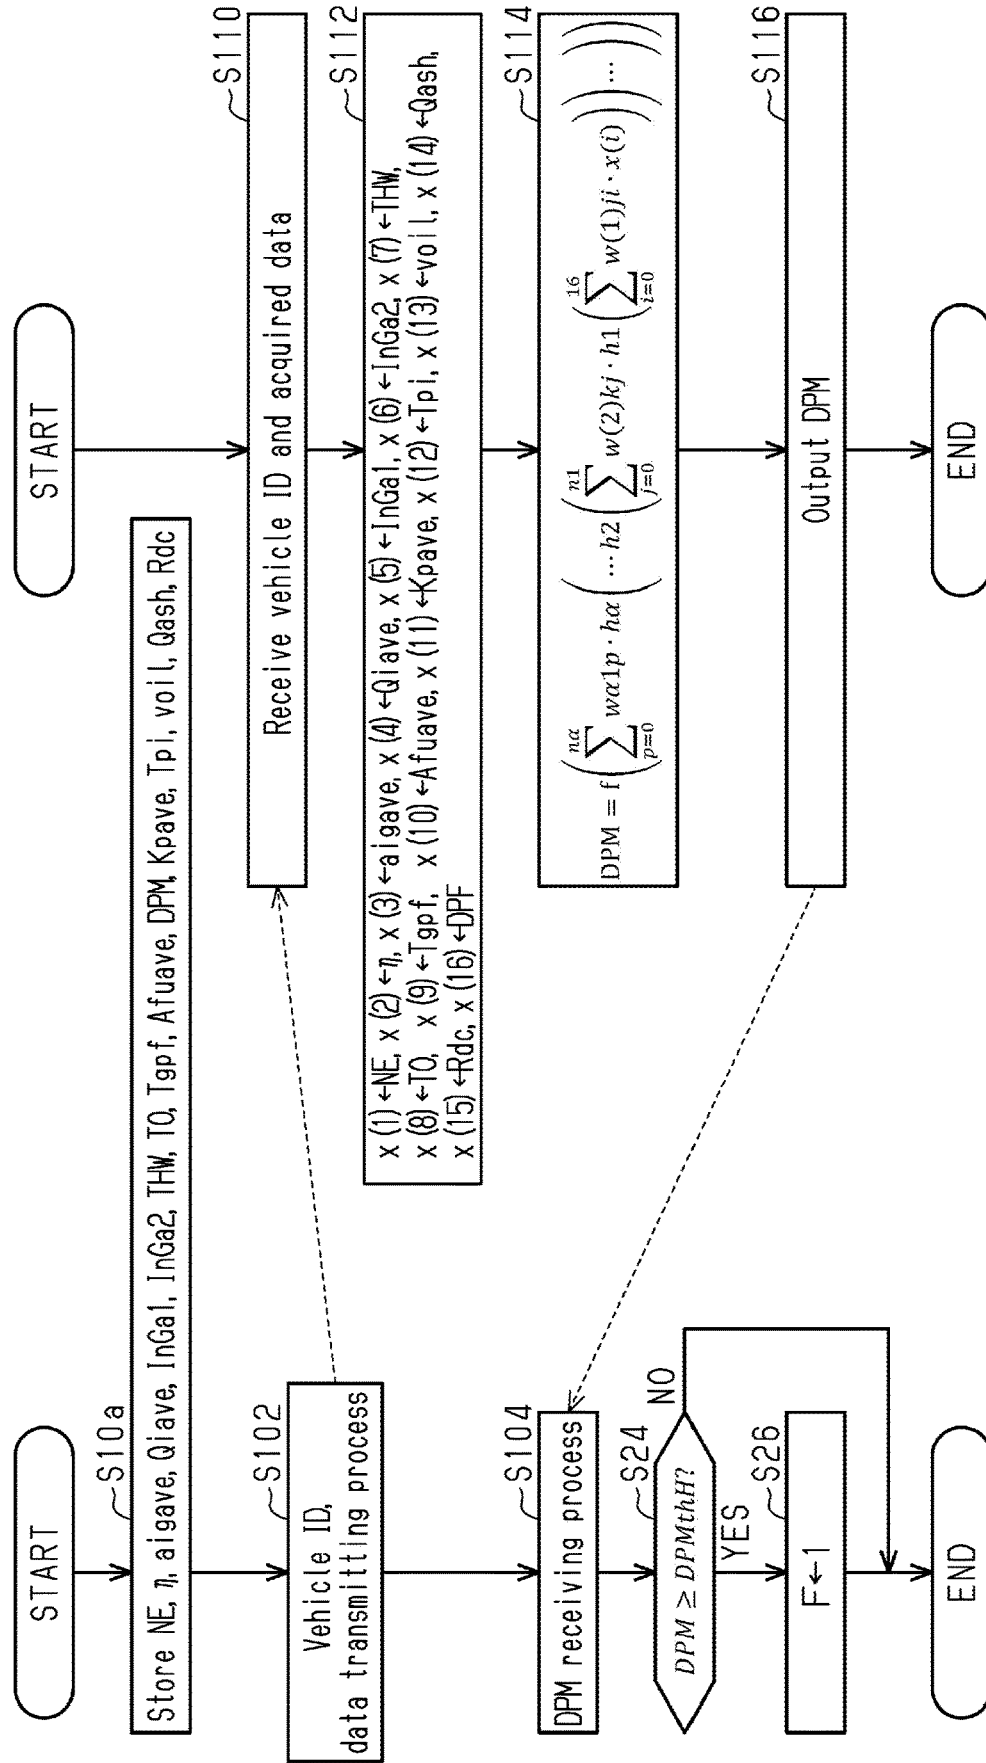 START
S10a
Store NE, η, aigave, Qiave, InGa1, InGa2, THW, TO, Tgpf, Afuave, DPM, Kpave, Tpi, voil, Qash, Rdc
S102
Vehicle ID,
data transmitting process
S104
DPM receiving process
S24
DPM ≥ DPMthH?
NO
YES
S26
F←1
END
START
S110
Receive vehicle ID and acquired data
S112
x (1)←NE, x (2)←η, x (3)←aigave, x (4)←Qiave, x (5)←InGa1, x (6)←InGa2, x (7)←THW,
x (8)←TO, x (9)←Tgpf, x (10)←Afuave, x (11)←Kpave, x (12)←Tpi, x (13)←voil, x (14)←Qash,
x (15)←Rdc, x (16)←DPF
S114
DPM = f(∑_{p=0}^{nα} wα1p · hα (…h2 (∑_{j=0}^{n1} w(2)kj · h1 (∑_{i=0}^{16} w(1)ji · x(i))) …))
S116
Output DPM
END